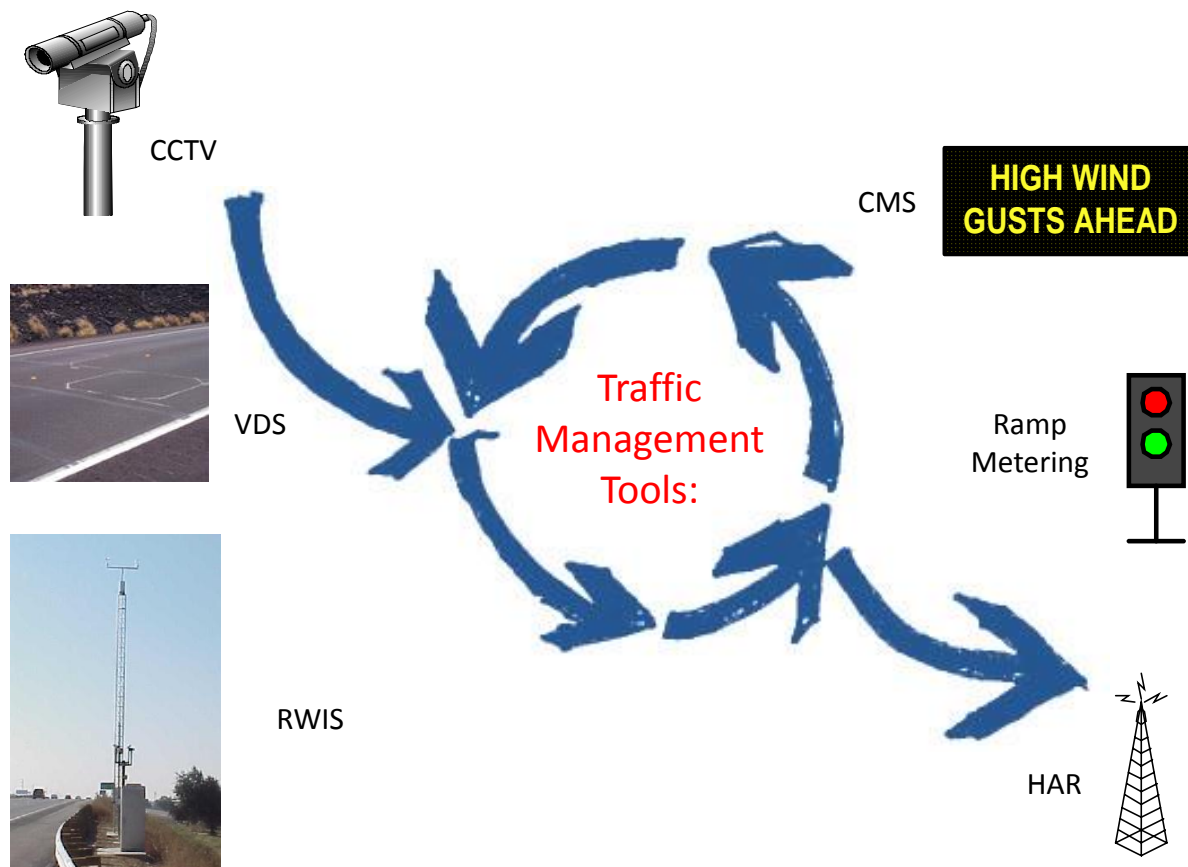 CCTV
CMS
HIGH WIND
GUSTS AHEAD
VDS
Traffic
Management
Tools:
Ramp
Metering
RWIS
HAR